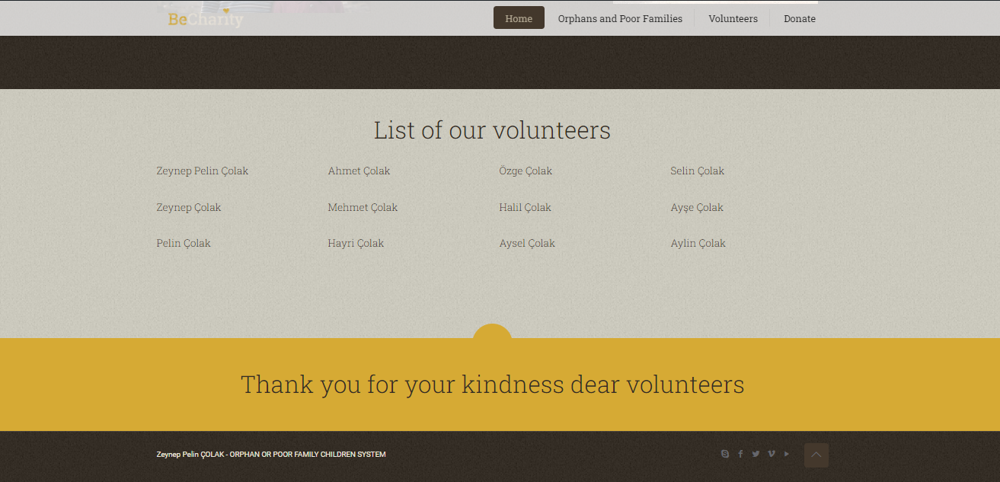 BeCharity
Home Orphans and Poor Families Volunteers Donate
List of our volunteers
Zeynep Pelin Çolak Ahmet Çolak Özge Çolak Selin Çolak
Zeynep Çolak Mehmet Çolak Halil Çolak Ayşe Çolak
Pelin Çolak Hayri Çolak Aysel Çolak Aylin Çolak
Thank you for your kindness dear volunteers
Zeynep Pelin ÇOLAK - ORPHAN OR POOR FAMILY CHILDREN SYSTEM